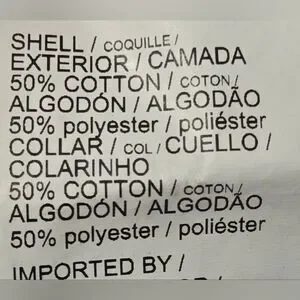 SHELL / COQUILLE /
EXTERIOR / CAMADA
50% COTTON / COTON /
ALGODÓN / ALGODÃO
50% polyester / poliéster
COLLAR / COL / CUELLO /
COLARINHO
50% COTTON / COTON /
ALGODÓN / ALGODÃO
50% polyester / poliéster
IMPORTED BY /